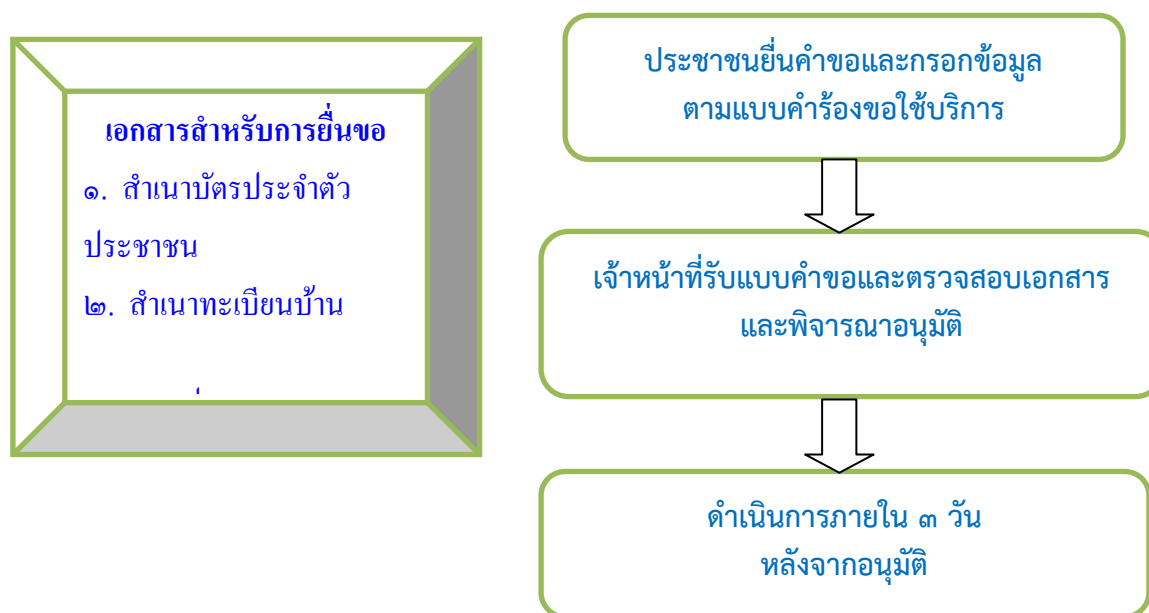 เอกสารสำหรับการยื่นขอ
๑. สำเนาบัตรประจำตัว
ประชาชน
๒. สำเนาทะเบียนบ้าน
ประชาชนยื่นคำขอและกรอกข้อมูล
ตามแบบคำร้องขอใช้บริการ
เจ้าหน้าที่รับแบบคำขอและตรวจสอบเอกสาร
และพิจารณาอนุมัติ
ดำเนินการภายใน ๓ วัน
หลังจากอนุมัติ